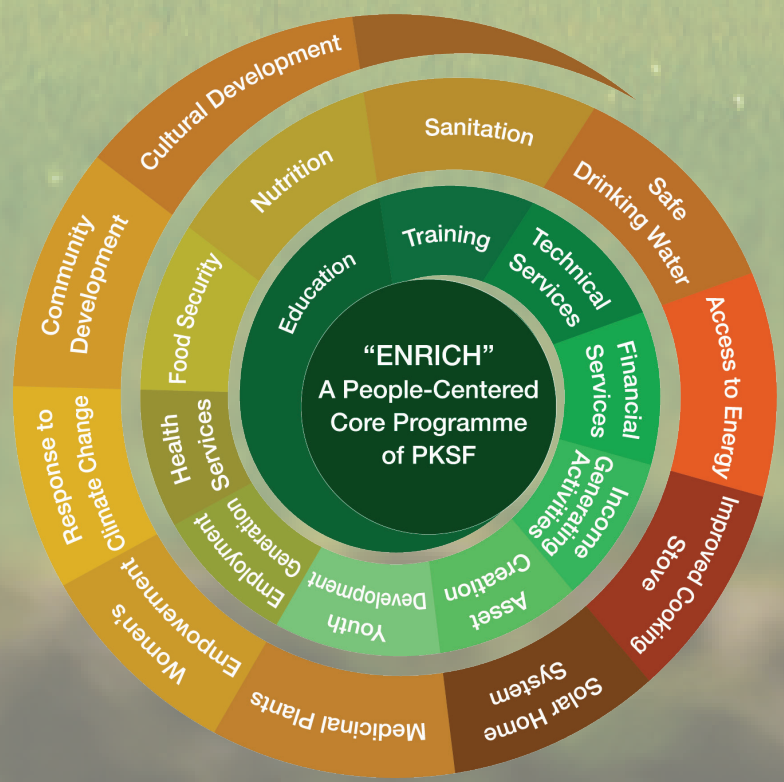 “ENRICH”
A People-Centered
Core Programme
of PKSF
Education
Training
Technical
Services
Financial
Services
Income
Generating
Activities
Asset
Creation
Youth
Development
Employment
Generation
Health
Services
Food Security
Nutrition
Sanitation
Safe
Drinking Water
Access to Energy
Improved Cooking
Stove
Solar Home
System
Medicinal Plants
Women's
Empowerment
Response to
Climate Change
Community
Development
Cultural Development